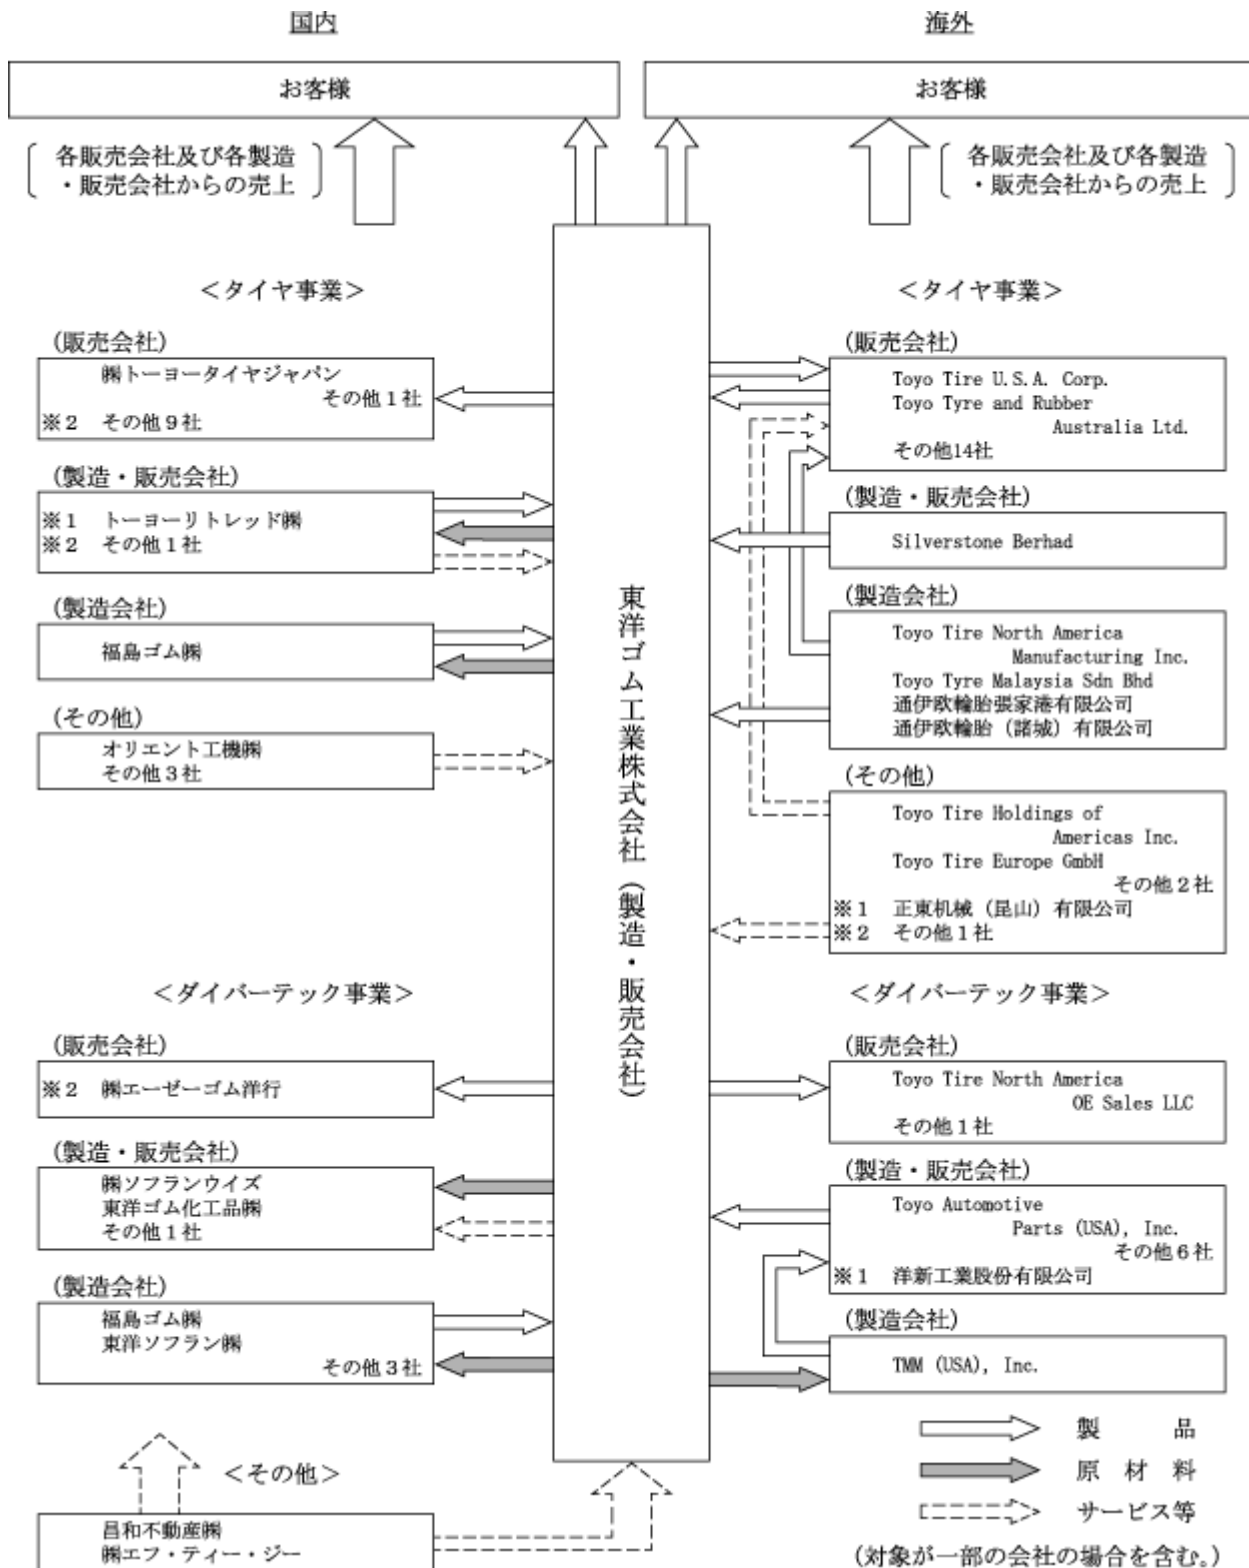 国内
海外
お客様
お客様
各販売会社及び各製造
・販売会社からの売上
各販売会社及び各製造
・販売会社からの売上
＜タイヤ事業＞
(販売会社)
㈱トーヨータイヤジャパン
その他１社
※２ その他９社
(製造・販売会社)
※１ トーヨーリトレッド㈱
※２ その他１社
(製造会社)
福島ゴム㈱
(その他)
オリエント工機㈱
その他３社
＜ダイバーテック事業＞
(販売会社)
※２ ㈱エーゼーゴム洋行
(製造・販売会社)
㈱ソフランウイズ
東洋ゴム化工品㈱
その他１社
(製造会社)
福島ゴム㈱
東洋ソフラン㈱
その他３社
＜その他＞
昌和不動産㈱
㈱エフ・ティー・ジー
東洋ゴム工業株式会社（製造・販売会社）
＜タイヤ事業＞
(販売会社)
Toyo Tire U.S.A. Corp.
Toyo Tyre and Rubber
Australia Ltd.
その他14社
(製造・販売会社)
Silverstone Berhad
(製造会社)
Toyo Tire North America
Manufacturing Inc.
Toyo Tyre Malaysia Sdn Bhd
通伊欧輪胎張家港有限公司
通伊欧輪胎（諸城）有限公司
(その他)
Toyo Tire Holdings of
Americas Inc.
Toyo Tire Europe GmbH
その他２社
※１ 正東机械（昆山）有限公司
※２ その他１社
＜ダイバーテック事業＞
(販売会社)
Toyo Tire North America
OE Sales LLC
その他１社
(製造・販売会社)
Toyo Automotive
Parts (USA), Inc.
その他６社
※１ 洋新工業股份有限公司
(製造会社)
TMM (USA), Inc.
製品
原材料
サービス等
(対象が一部の会社の場合を含む。)